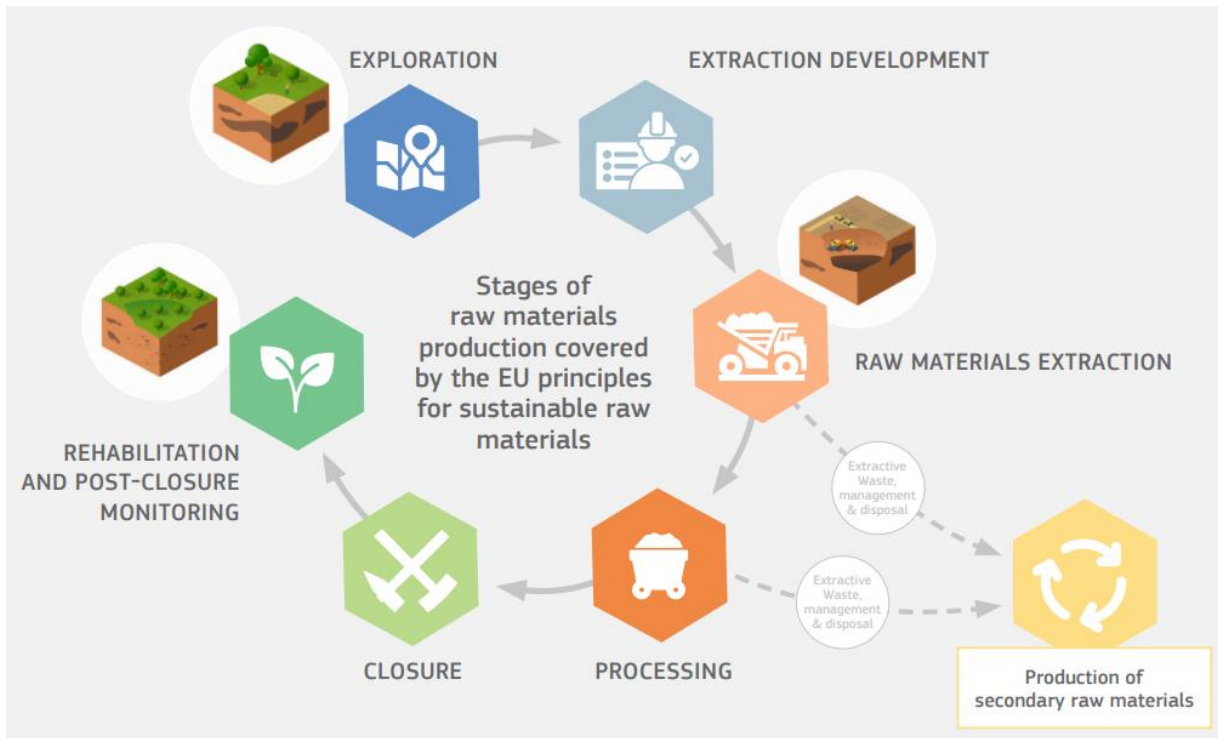 EXPLORATION
EXTRACTION DEVELOPMENT
Stages of
raw materials
production covered
by the EU principles
for sustainable raw
materials
RAW MATERIALS EXTRACTION
REHABILITATION
AND POST-CLOSURE
MONITORING
Extractive
Waste,
management
& disposal
Extractive
Waste,
management
& disposal
CLOSURE
PROCESSING
Production of
secondary raw materials